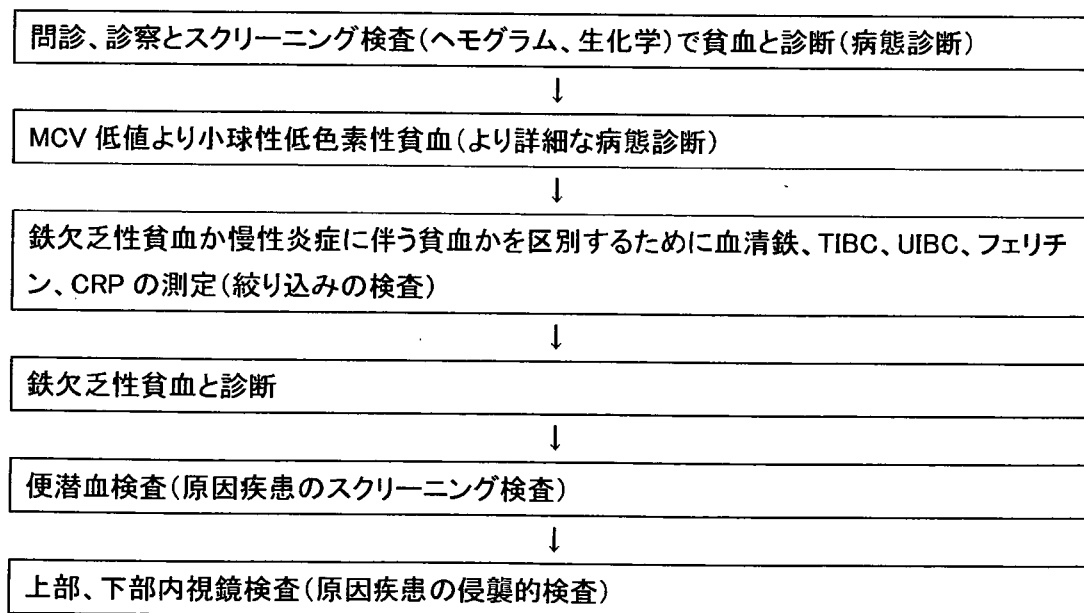 問診、診察とスクリーニング検査(ヘモグラム、生化学)で貧血と診断(病態診断)
↓
MCV 低値より小球性低色素性貧血(より詳細な病態診断)
↓
鉄欠乏性貧血か慢性炎症に伴う貧血かを区別するために血清鉄、TIBC、UIBC、フェリチ
ン、CRP の測定(絞り込みの検査)
↓
鉄欠乏性貧血と診断
↓
便潜血検査(原因疾患のスクリーニング検査)
↓
上部、下部内視鏡検査(原因疾患の侵襲的検査)